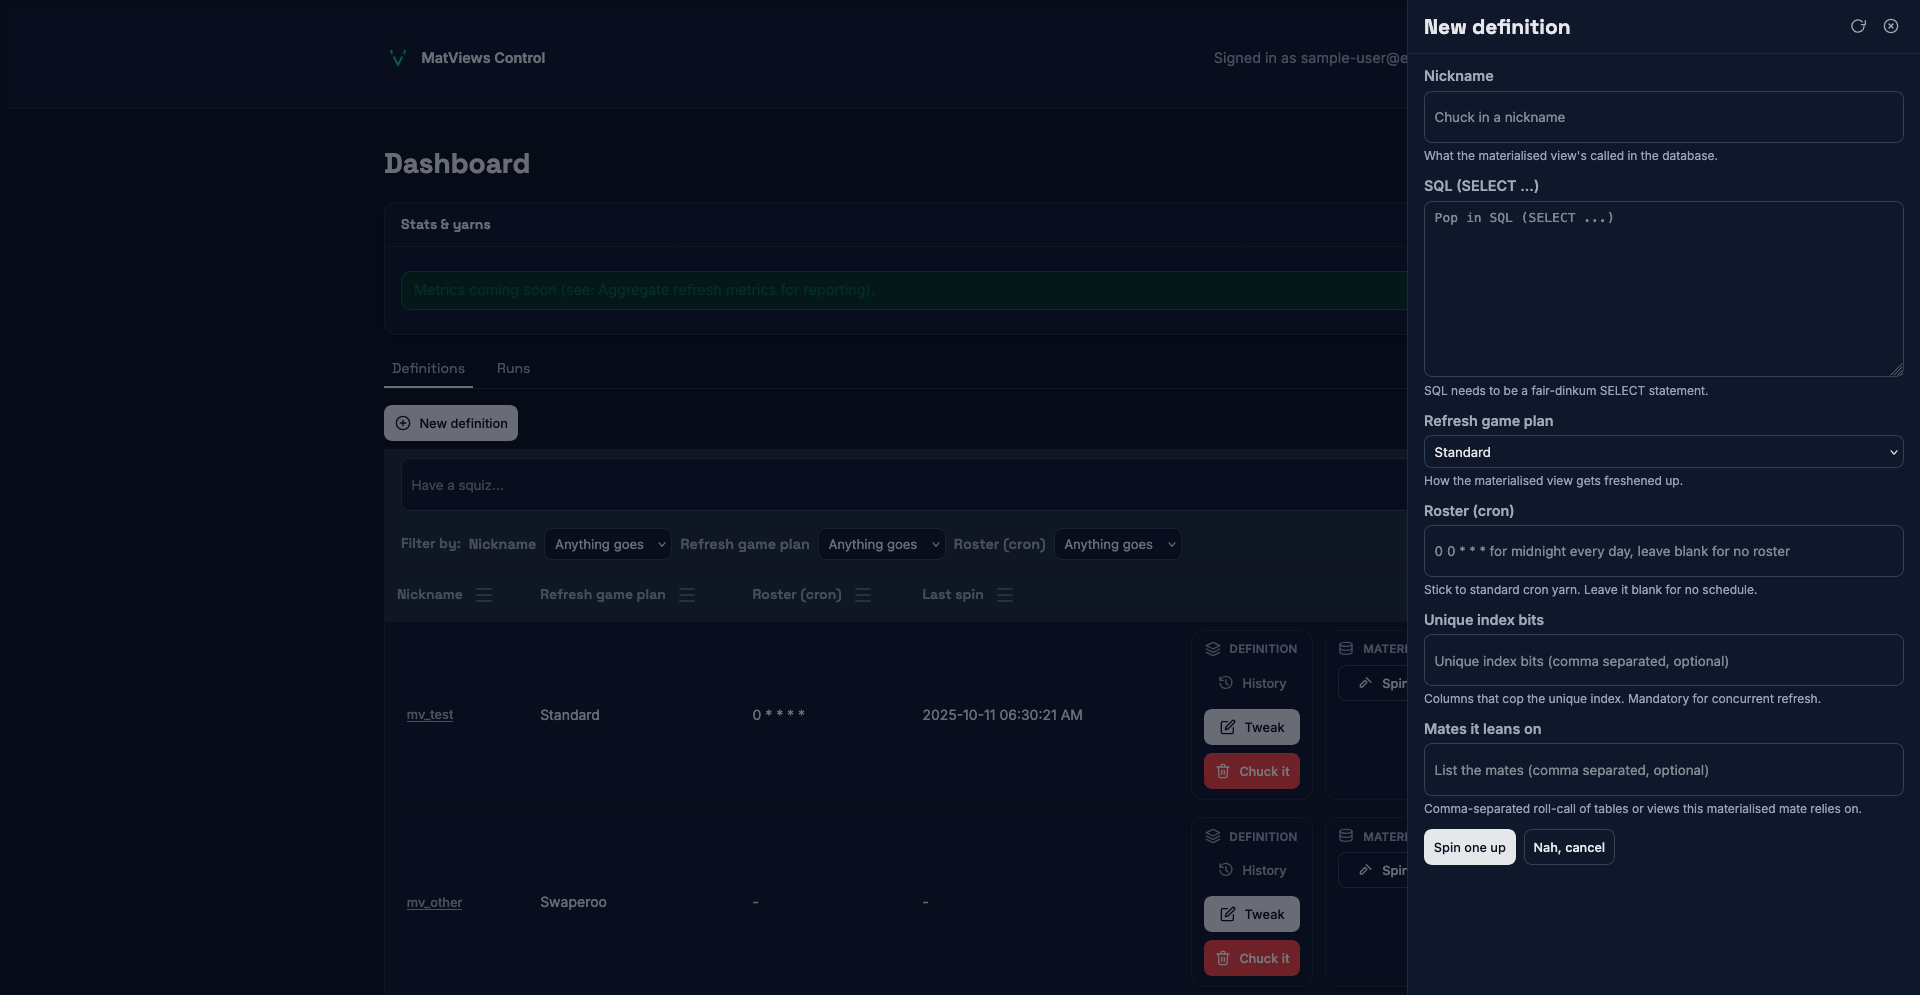 MatViews Control
Signed in as sample-user@e
Dashboard
Stats & yarns
Metrics coming soon (see: Aggregate refresh metrics for reporting).
Definitions
Runs
New definition
Have a squiz...
Filter by: Nickname Anything goes Refresh game plan Anything goes Roster (cron) Anything goes
Nickname Refresh game plan Roster (cron) Last spin
DEFINITION
MATERI
History
Spin
mv_test Standard 0 * * * * 2025-10-11 06:30:21 AM
Tweak
Chuck it
DEFINITION
MATERI
History
Spin
mv_other Swaperoo - -
Tweak
Chuck it
New definition
Nickname
Chuck in a nickname
What the materialised view's called in the database.
SQL (SELECT ...)
Pop in SQL (SELECT ...)
SQL needs to be a fair-dinkum SELECT statement.
Refresh game plan
Standard
How the materialised view gets freshened up.
Roster (cron)
0 0 * * * for midnight every day, leave blank for no roster
Stick to standard cron yarn. Leave it blank for no schedule.
Unique index bits
Unique index bits (comma separated, optional)
Columns that cop the unique index. Mandatory for concurrent refresh.
Mates it leans on
List the mates (comma separated, optional)
Comma-separated roll-call of tables or views this materialised mate relies on.
Spin one up
Nah, cancel